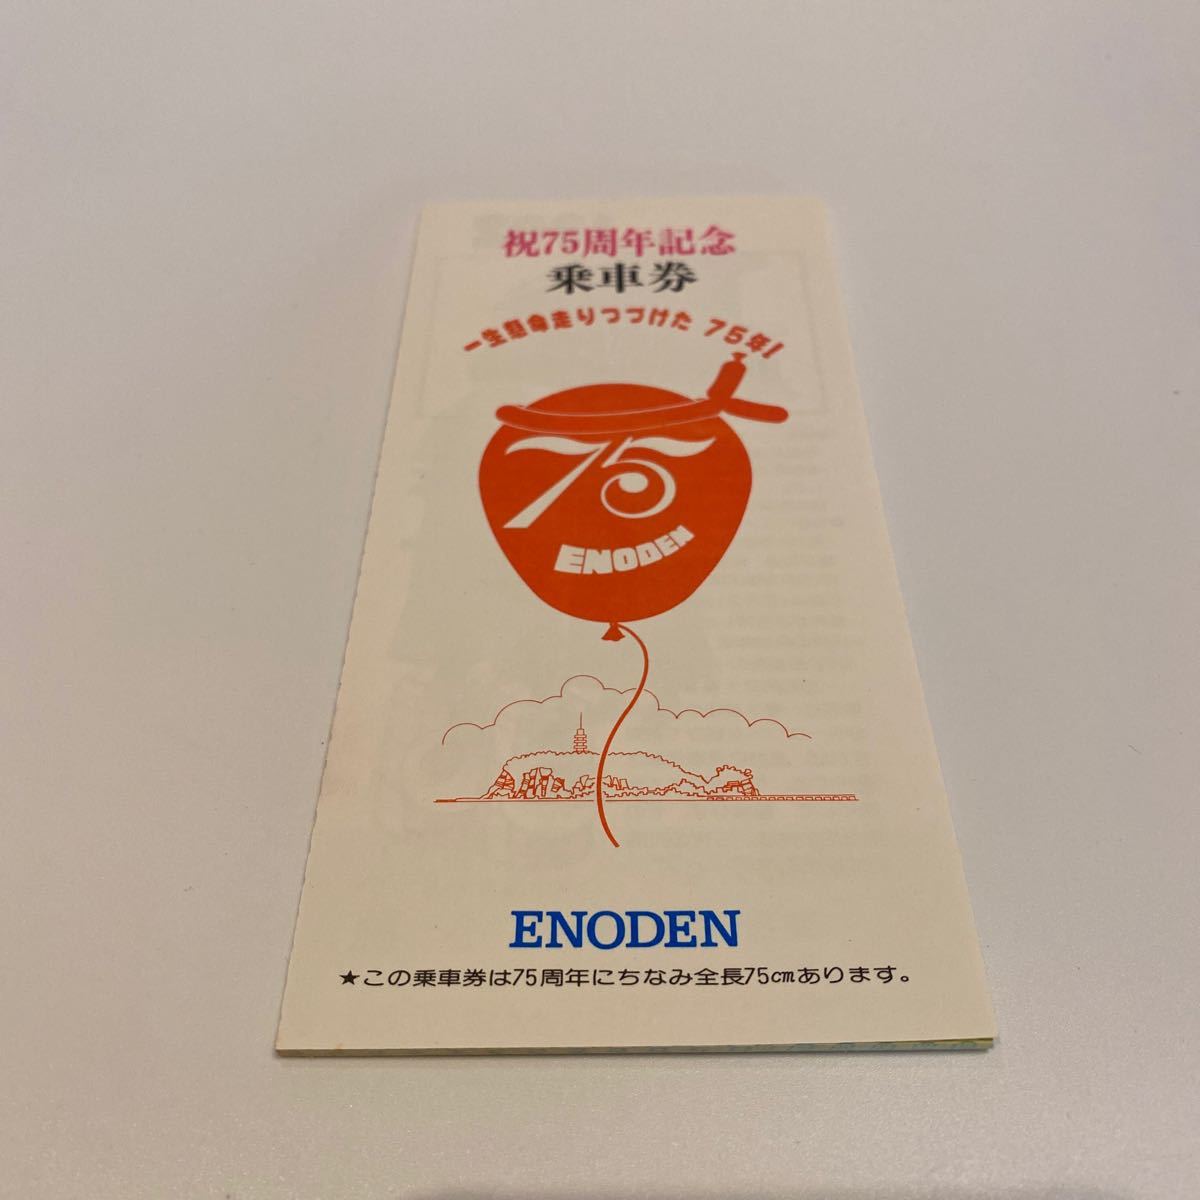 祝75周年記念
乗車券
一生懸命走りつづけた 75年!
75
ENODEN
ENODEN
★この乗車券は75周年にちなみ全長75cmあります。